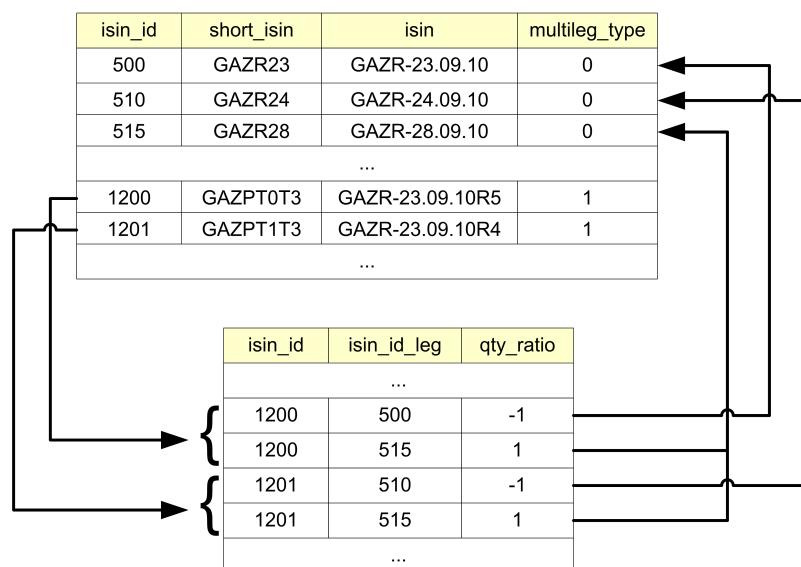 isin_id short_isin isin multileg_type
500 GAZR23 GAZR-23.09.10 0
510 GAZR24 GAZR-24.09.10 0
515 GAZR28 GAZR-28.09.10 0
...
1200 GAZPT0T3 GAZR-23.09.10R5 1
1201 GAZPT1T3 GAZR-23.09.10R4 1
...
isin_id isin_id_leg qty_ratio
...
1200 500 -1
1200 515 1
1201 510 -1
1201 515 1
...